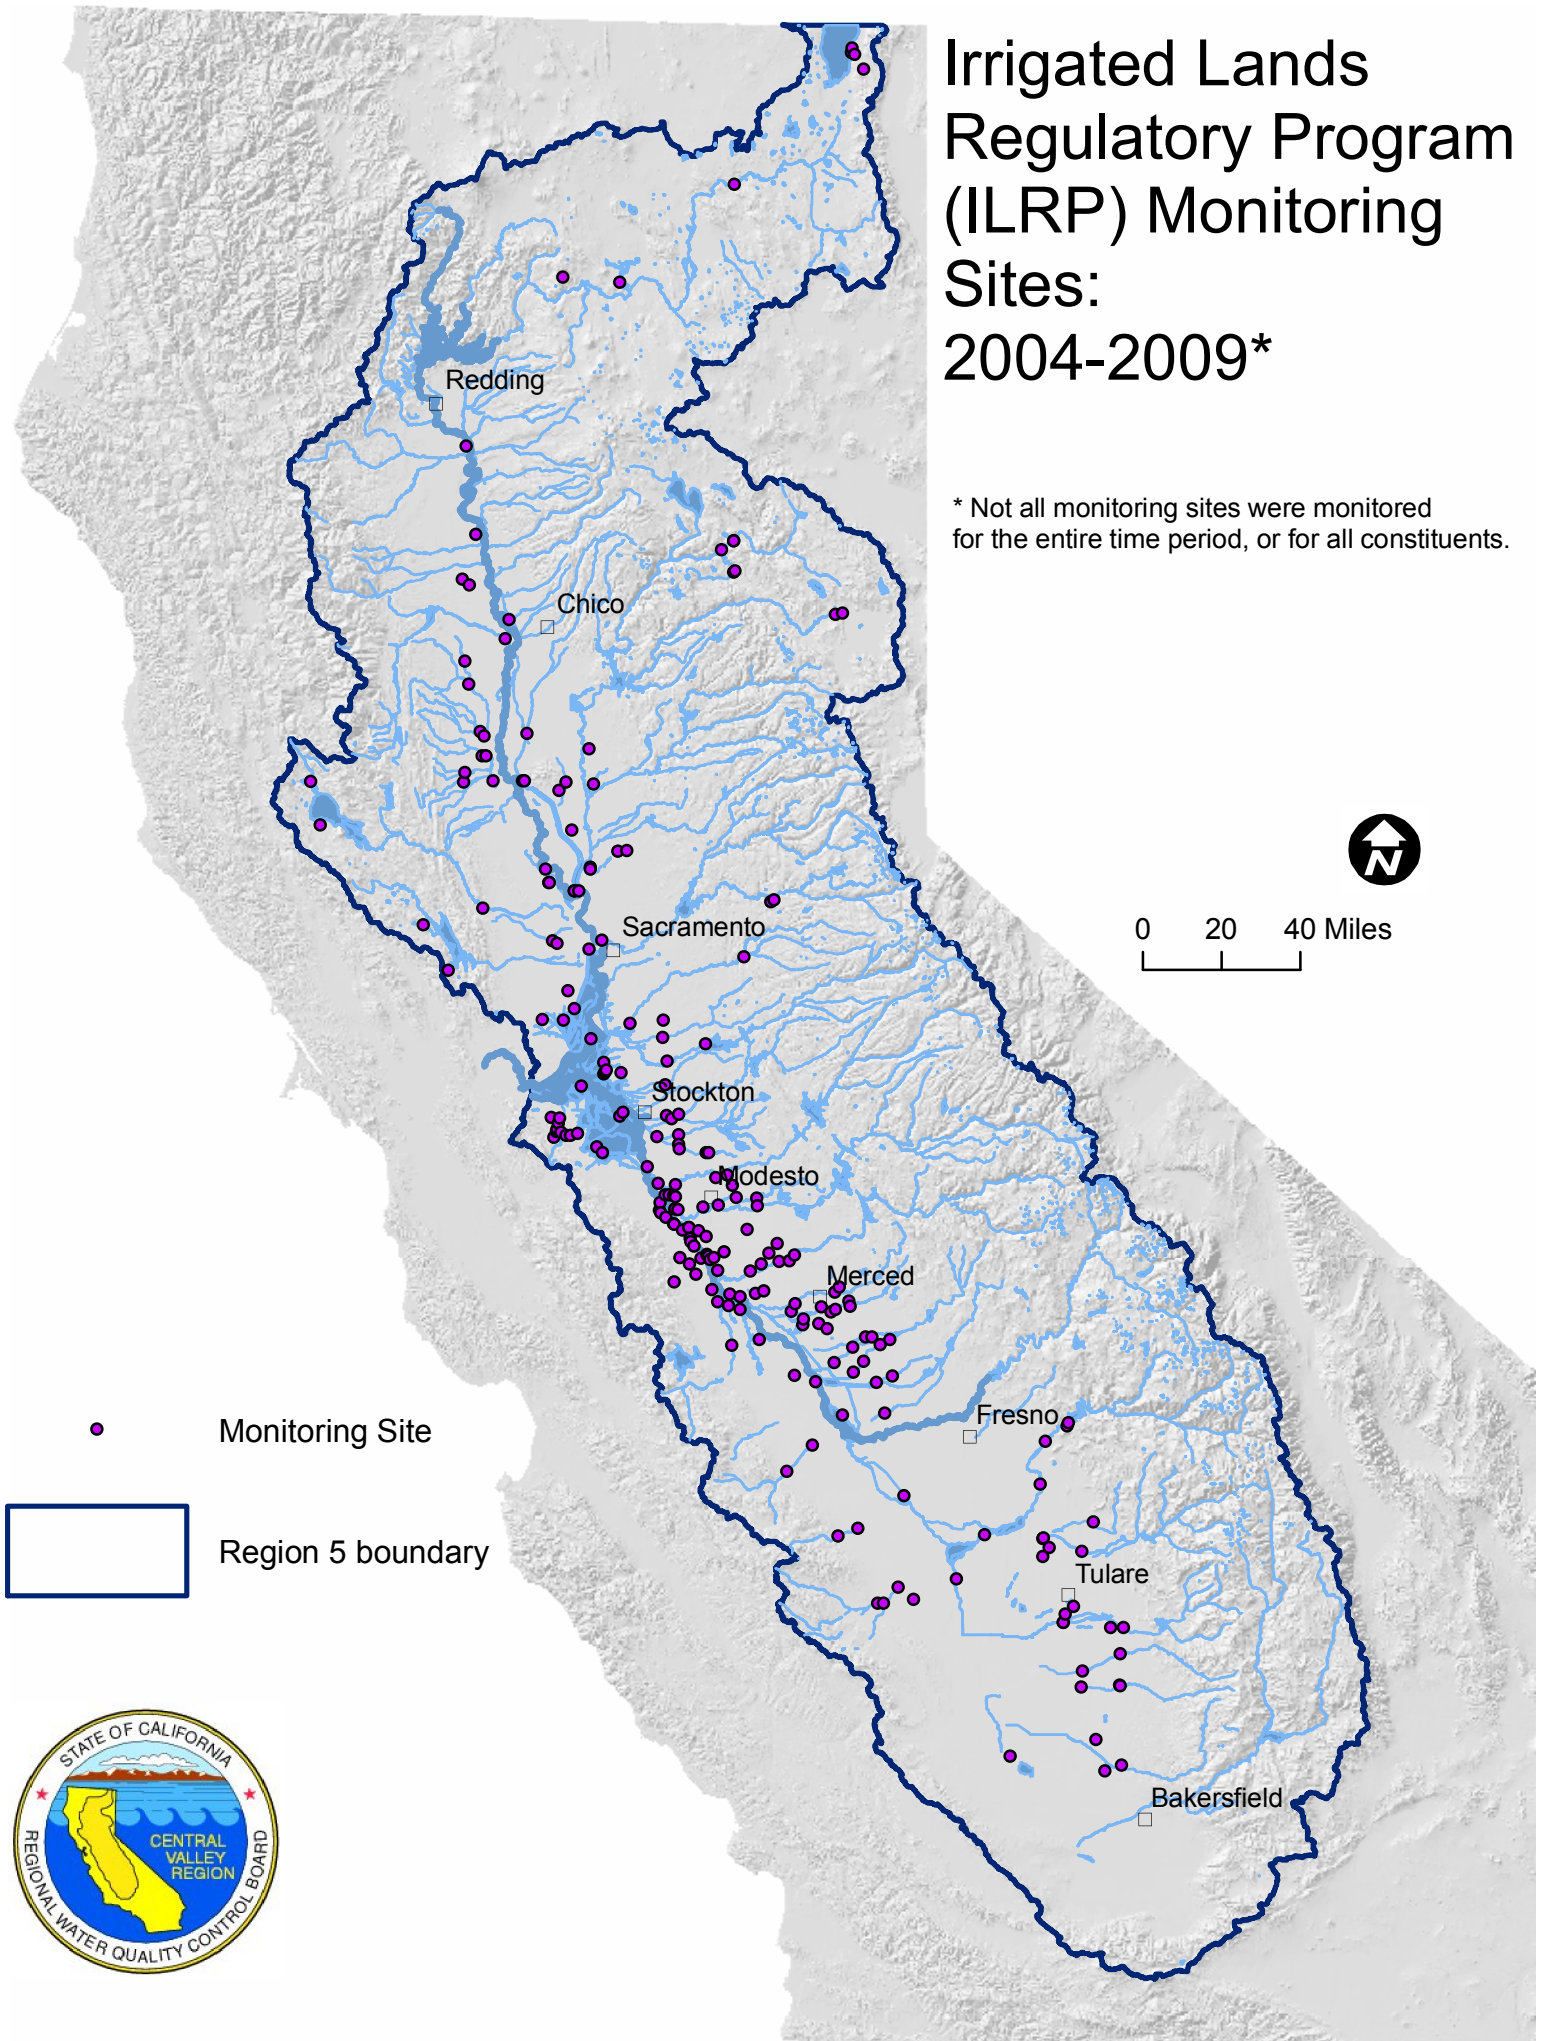 Irrigated Lands
Regulatory Program
(ILRP) Monitoring
Sites:
2004-2009*
* Not all monitoring sites were monitored
for the entire time period, or for all constituents.
Redding
Chico
N
0 20 40 Miles
Sacramento
Stockton
Modesto
Merced
Fresno
Tulare
Bakersfield
Monitoring Site
Region 5 boundary
STATE OF CALIFORNIA
CENTRAL
VALLEY
REGION
REGIONAL WATER QUALITY CONTROL BOARD